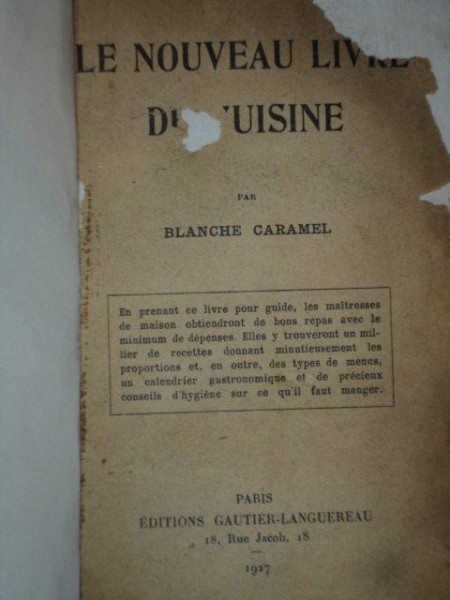 LE NOUVEAU LIVRE
DE CUISINE
PAR
BLANCHE CARAMEL
En prenant ce livre pour guide, les maîtresses
de maison obtiendront de bons repas avec le
minimum de dépenses. Elles y trouveront un mil-
lier de recettes donnant minutieusement les
proportions et, en outre, des types de menus,
un calendrier gastronomique et de précieux
conseils d'hygiène sur ce qu'il faut manger.
PARIS
ÉDITIONS GAUTIER-LANGUEREAU
18, Rue Jacob, 18
1927